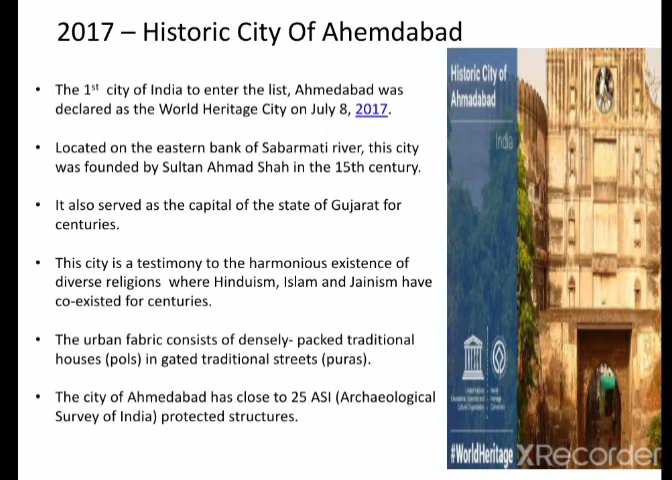 2017 – Historic City Of Ahemdabad
• The 1st city of India to enter the list, Ahmedabad was
declared as the World Heritage City on July 8, 2017.
• Located on the eastern bank of Sabarmati river, this city
was founded by Sultan Ahmad Shah in the 15th century.
• It also served as the capital of the state of Gujarat for
centuries.
• This city is a testimony to the harmonious existence of
diverse religions where Hinduism, Islam and Jainism have
co-existed for centuries.
• The urban fabric consists of densely- packed traditional
houses (pols) in gated traditional streets (puras).
• The city of Ahmedabad has close to 25 ASI (Archaeological
Survey of India) protected structures.
Historic City of
Ahmadabad
India
#WorldHeritage
XRecorder